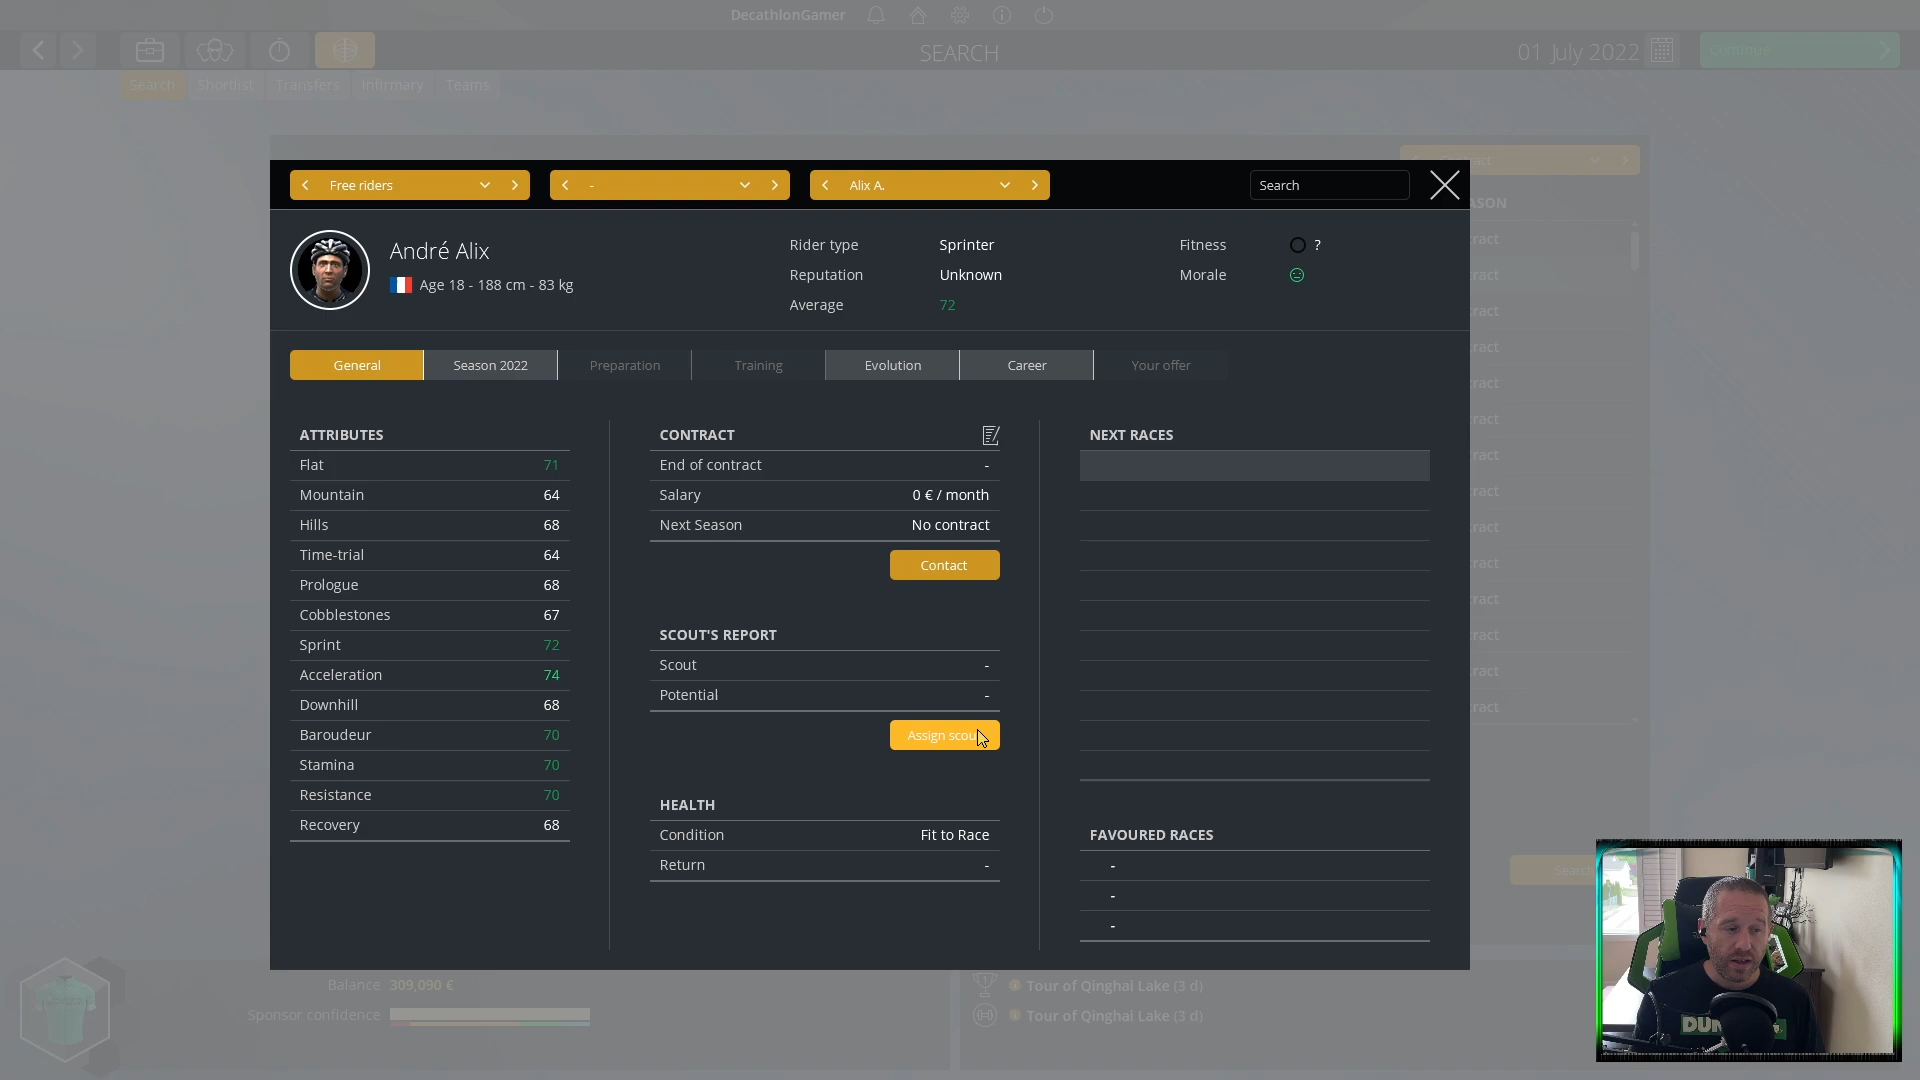 DecathlonGamer
SEARCH
01 July 2022
Continue
Search Shortlist Transfers Infirmary Teams
Free riders - Alix A. Search
André Alix
Age 18 - 188 cm - 83 kg
Rider type Sprinter
Reputation Unknown
Average 72
Fitness ?
Morale
General Season 2022 Preparation Training Evolution Career Your offer
ATTRIBUTES
Flat 71
Mountain 64
Hills 68
Time-trial 64
Prologue 68
Cobblestones 67
Sprint 72
Acceleration 74
Downhill 68
Baroudeur 70
Stamina 70
Resistance 70
Recovery 68
CONTRACT
End of contract -
Salary 0 € / month
Next Season No contract
Contact
SCOUT'S REPORT
Scout -
Potential -
Assign scou
HEALTH
Condition Fit to Race
Return -
NEXT RACES
FAVOURED RACES
-
-
-
Search
Balance 309,090 €
Sponsor confidence
Tour of Qinghai Lake (3 d)
Tour of Qinghai Lake (3 d)